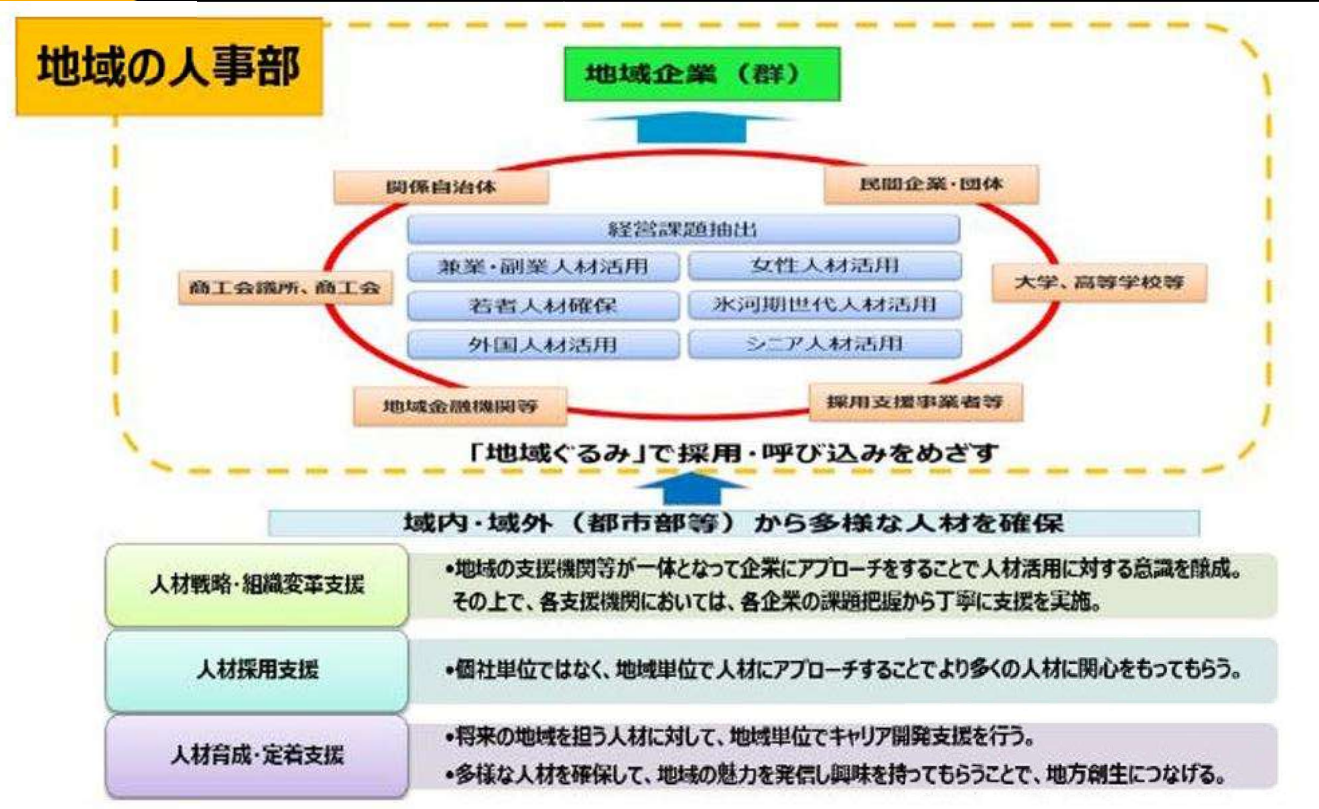 地域の人事部
地域企業（群）
関係自治体
民間企業・団体
経営課題抽出
兼業・副業人材活用
女性人材活用
商工会議所、商工会
大学、高等学校等
若者人材確保
氷河期世代人材活用
外国人材活用
シニア人材活用
地域金融機関等
採用支援事業者等
「地域ぐるみ」で採用・呼び込みをめざす
域内・域外（都市部等）から多様な人材を確保
人材戦略・組織変革支援
•地域の支援機関等が一体となって企業にアプローチをすることで人材活用に対する意識を醸成。
その上で、各支援機関においては、各企業の課題把握から丁寧に支援を実施。
人材採用支援
•個社単位ではなく、地域単位で人材にアプローチすることでより多くの人材に関心をもってもらう。
人材育成・定着支援
•将来の地域を担う人材に対して、地域単位でキャリア開発支援を行う。
•多様な人材を確保して、地域の魅力を発信し興味を持ってもらうことで、地方創生につなげる。